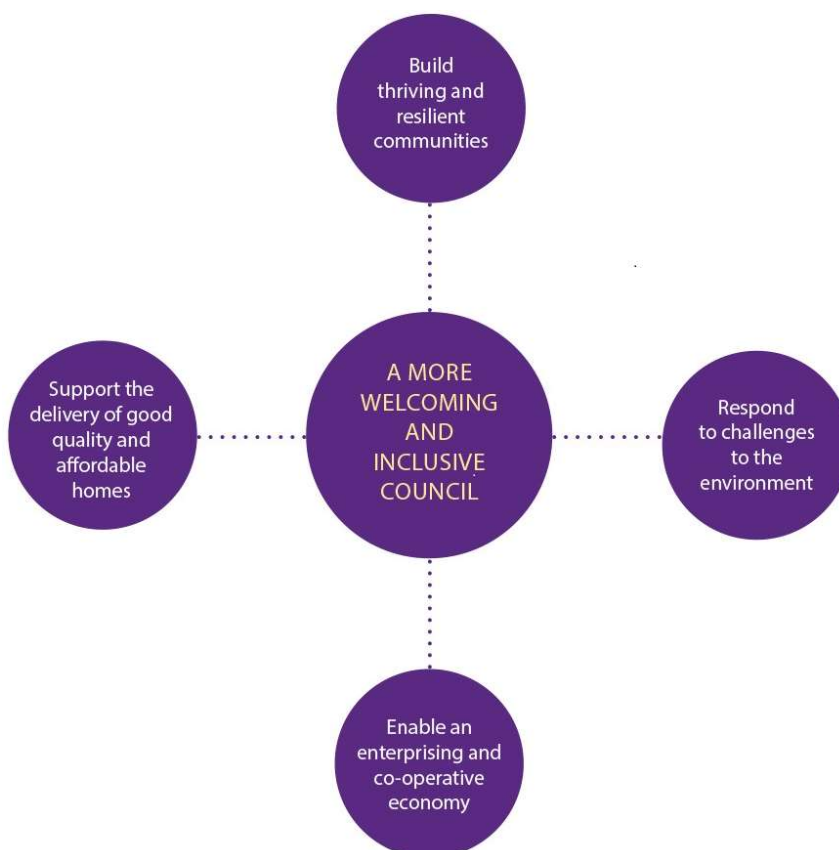 Build
thriving and
resilient
communities
Support the
delivery of good
quality and
affordable
homes
A MORE
WELCOMING
AND
INCLUSIVE
COUNCIL
Respond
to challenges
to the
environment
Enable an
enterprising and
co-operative
economy